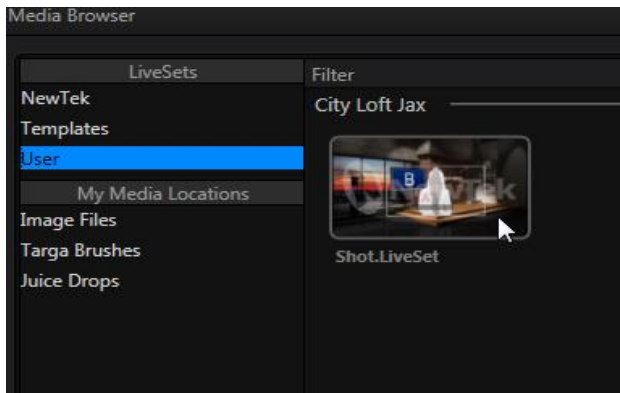 Media Browser
LiveSets
NewTek
Templates
User
My Media Locations
Image Files
Targa Brushes
Juice Drops
Filter
City Loft Jax
B
NewTek
Shot.LiveSet